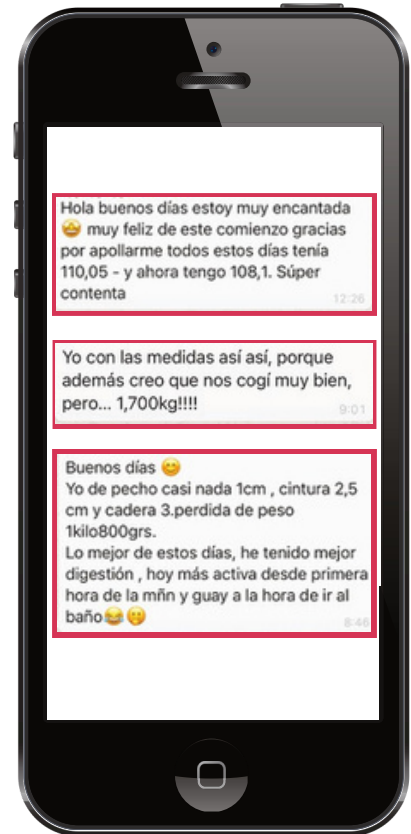 Hola buenos días estoy muy encantada
🤩 muy feliz de este comienzo gracias
por apollarme todos estos días tenía
110,05 - y ahora tengo 108,1. Súper
contenta
12:26
Yo con las medidas así así, porque
además creo que nos cogí muy bien,
pero... 1,700kg!!!!
9:01
Buenos días 😊
Yo de pecho casi nada 1cm , cintura 2,5
cm y cadera 3.perdida de peso
1kilo800grs.
Lo mejor de estos días, he tenido mejor
digestión , hoy más activa desde primera
hora de la mñn y guay a la hora de ir al
baño😂🤭
8:46